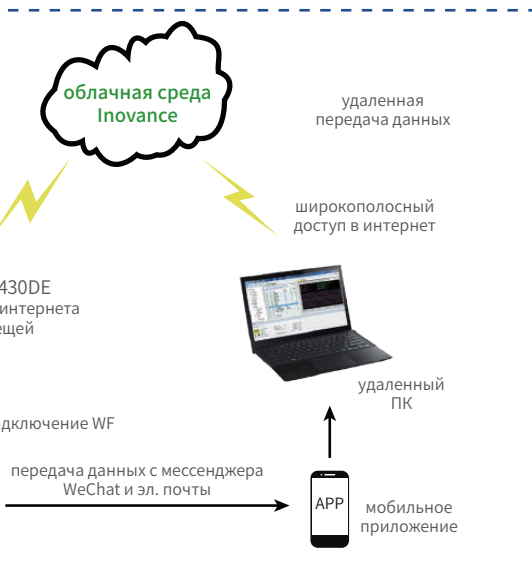 облачная среда
Inovance
удаленная
передача данных
широкополосный
доступ в интернет
430DE
интернета
ещей
удаленный
ПК
дключение WF
передача данных с мессенджера
WeChat и эл. почты
APP
мобильное
приложение